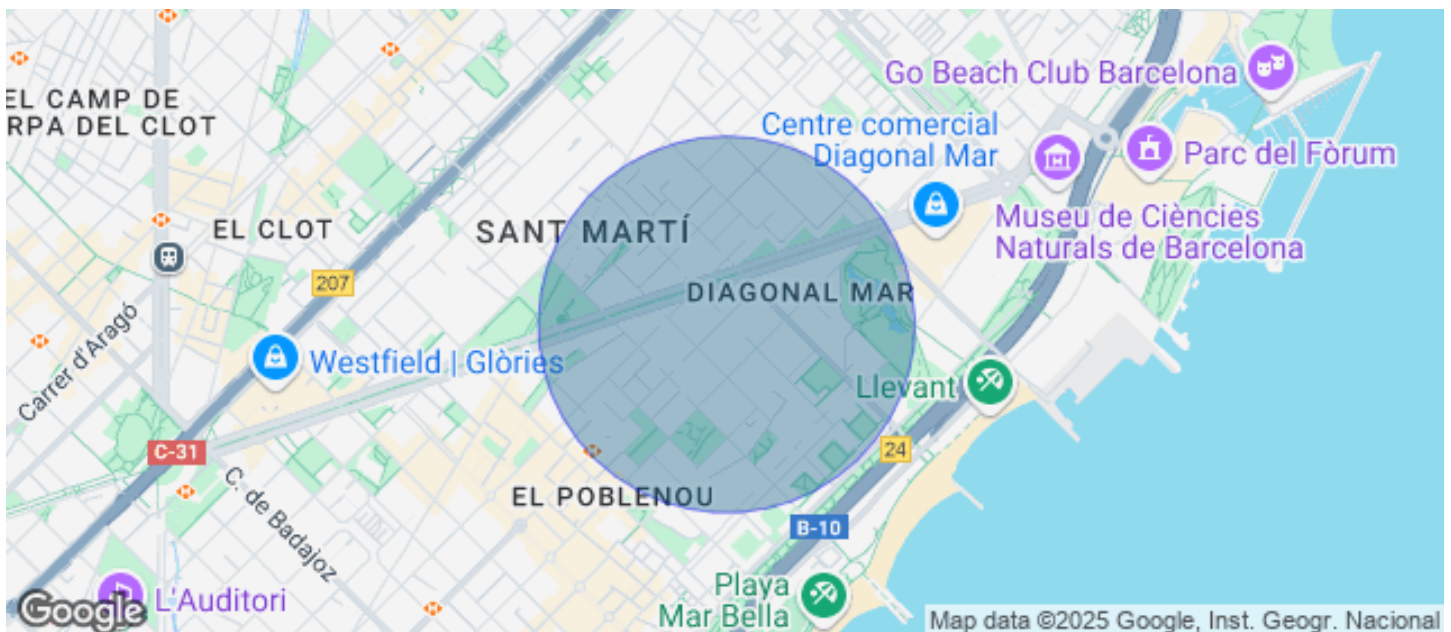 Go Beach Club Barcelona
EL CAMP DE
RPA DEL CLOT
Centre comercial
Diagonal Mar
Parc del Fòrum
EL CLOT
SANT MARTÍ
Museu de Ciències
Naturals de Barcelona
207
DIAGONAL MAR
Carrer d'Aragó
Westfield | Glòries
Llevant
C-31
24
C. de Badajoz
EL POBLENOU
B-10
Playa
Mar Bella
L'Auditori
Google
Map data ©2025 Google, Inst. Geogr. Nacional